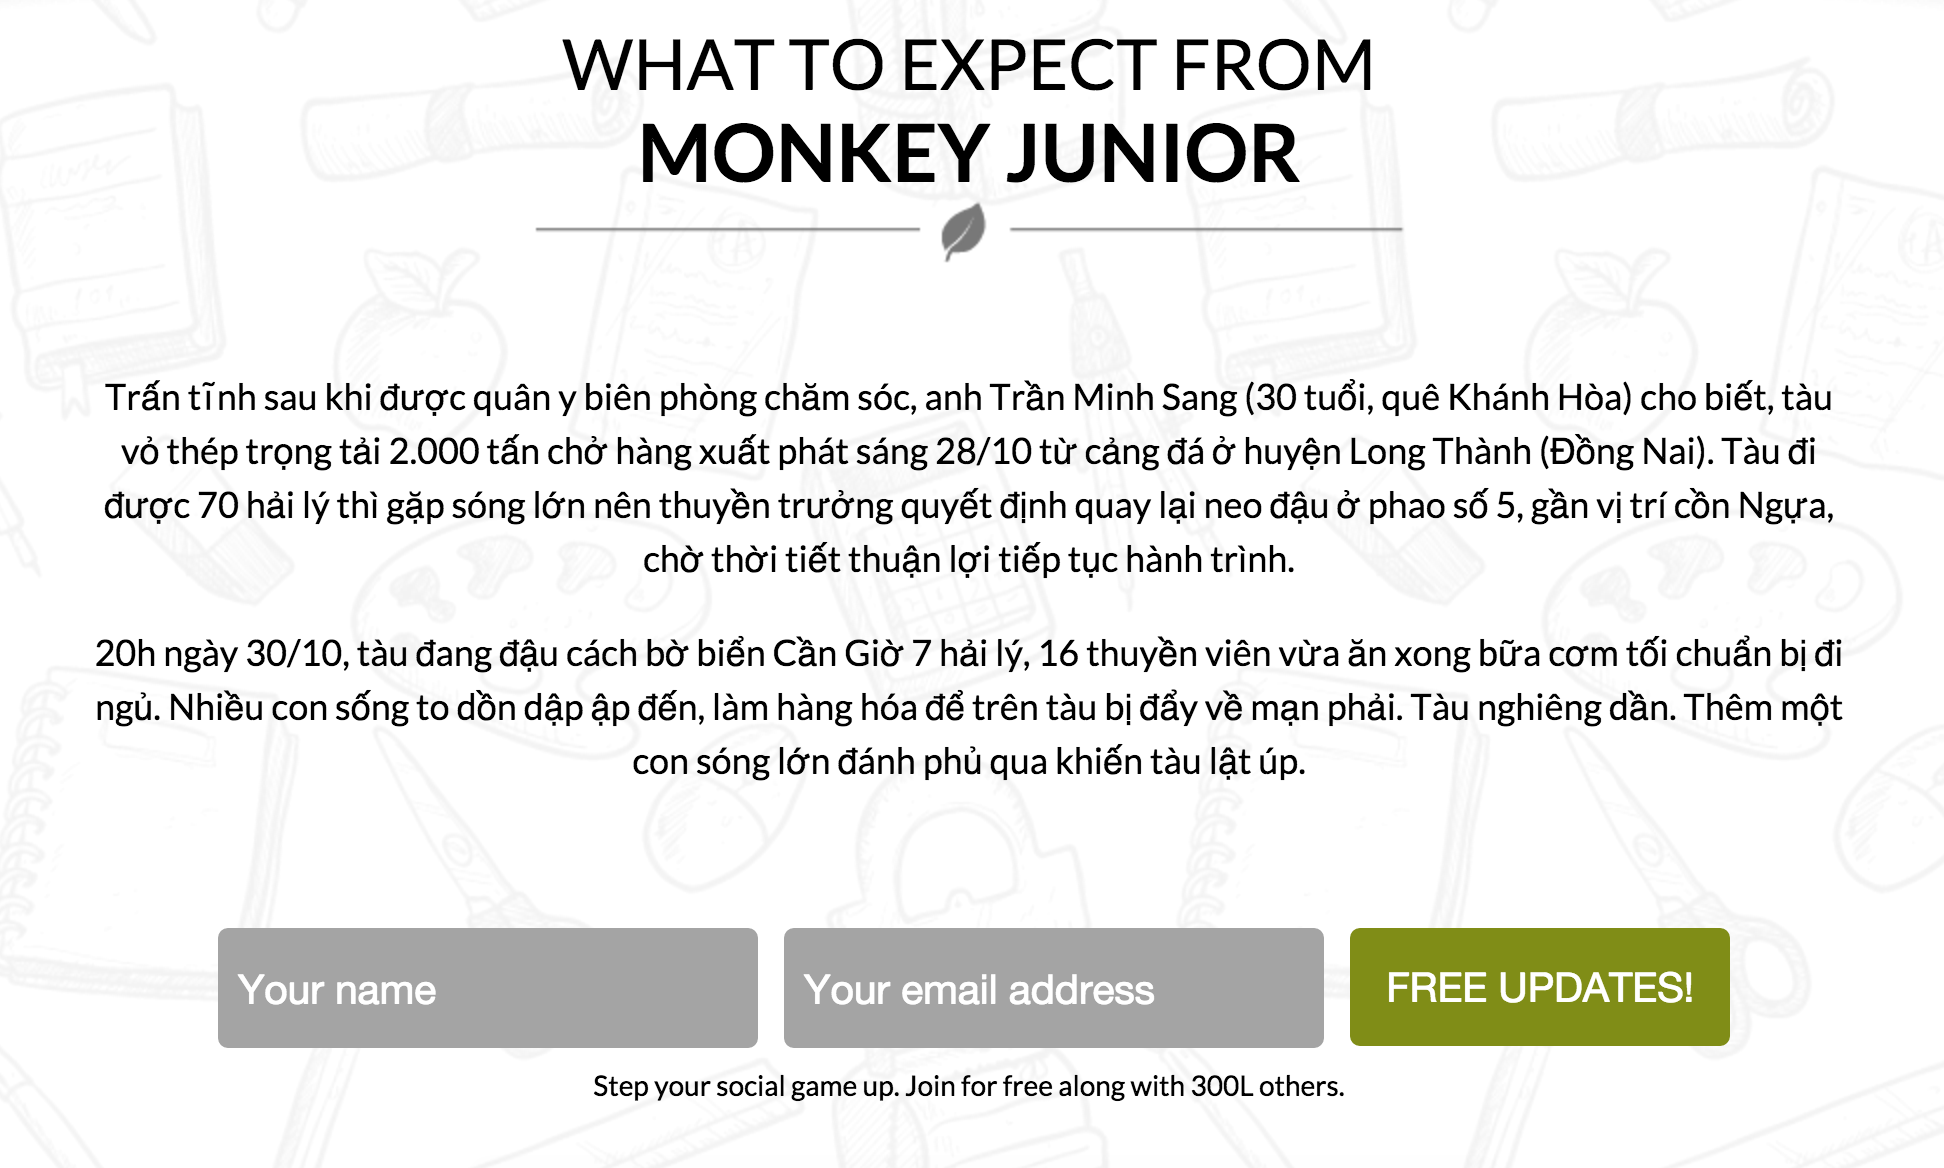 WHAT TO EXPECT FROM
MONKEY JUNIOR
Trấn tĩnh sau khi được quân y biên phòng chăm sóc, anh Trần Minh Sang (30 tuổi, quê Khánh Hòa) cho biết, tàu
vỏ thép trọng tải 2.000 tấn chở hàng xuất phát sáng 28/10 từ cảng đá ở huyện Long Thành (Đồng Nai). Tàu đi
được 70 hải lý thì gặp sóng lớn nên thuyền trưởng quyết định quay lại neo đậu ở phao số 5, gần vị trí cồn Ngựa,
chờ thời tiết thuận lợi tiếp tục hành trình.
20h ngày 30/10, tàu đang đậu cách bờ biển Cần Giờ 7 hải lý, 16 thuyền viên vừa ăn xong bữa cơm tối chuẩn bị đi
ngủ. Nhiều con sống to dồn dập ập đến, làm hàng hóa để trên tàu bị đẩy về mạn phải. Tàu nghiêng dần. Thêm một
con sóng lớn đánh phủ qua khiến tàu lật úp.
Your name
Your email address
FREE UPDATES!
Step your social game up. Join for free along with 300L others.